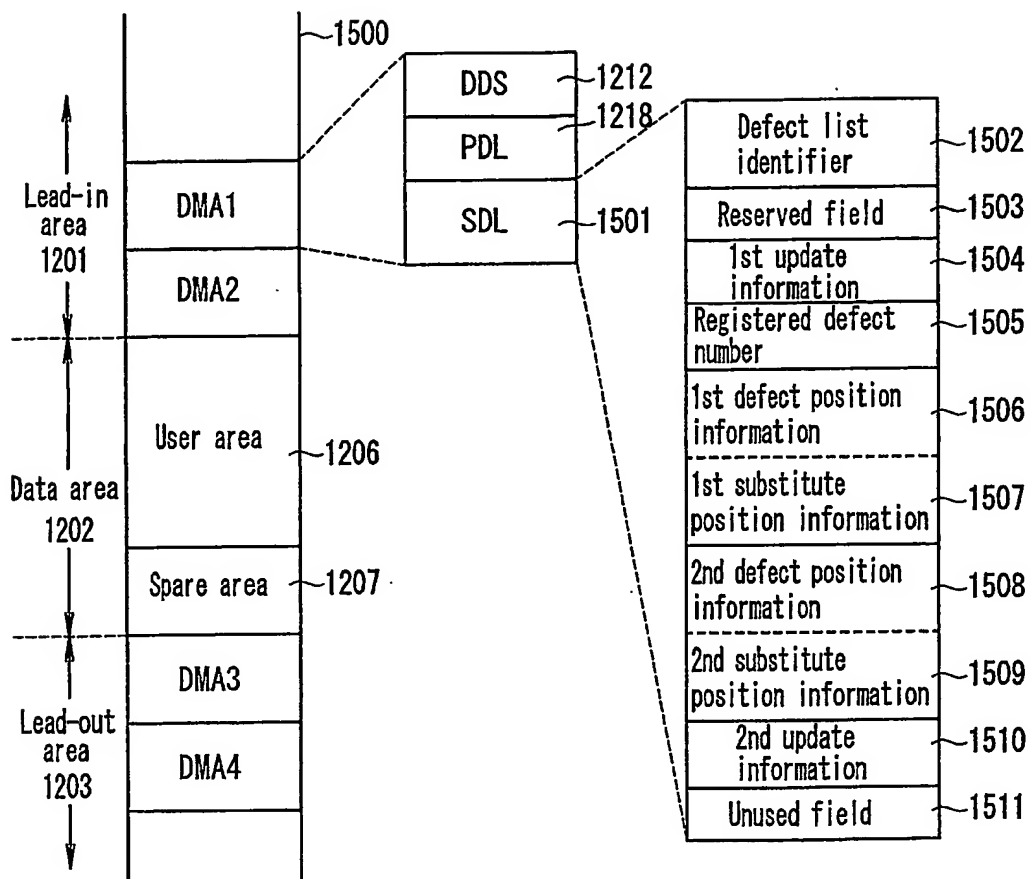 1500
Lead-in
area
1201
DMA1
DMA2
Data area
1202
User area
1206
Spare area
1207
Lead-out
area
1203
DMA3
DMA4
DDS
1212
PDL
1218
SDL
1501
Defect list
identifier
1502
Reserved field
1503
1st update
information
1504
Registered defect
number
1505
1st defect position
information
1506
1st substitute
position information
1507
2nd defect position
information
1508
2nd substitute
position information
1509
2nd update
information
1510
Unused field
1511